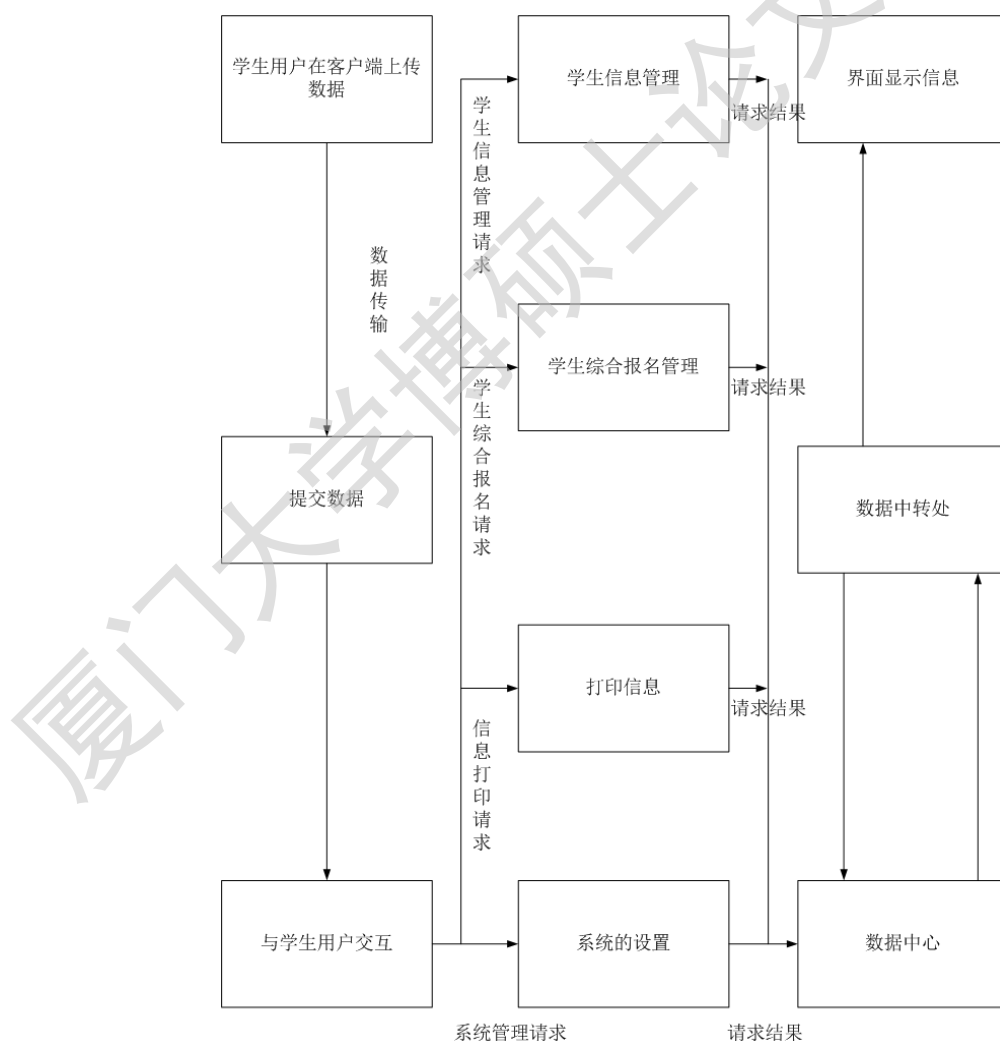 学生用户在客户端上传
数据
数据传输
提交数据
与学生用户交互
学生信息管理请求
学生综合报名请求
信息打印请求
系统管理请求
学生信息管理
学生综合报名管理
打印信息
系统的设置
请求结果
请求结果
请求结果
请求结果
界面显示信息
数据中转处
数据中心
厦门大学博硕士论文